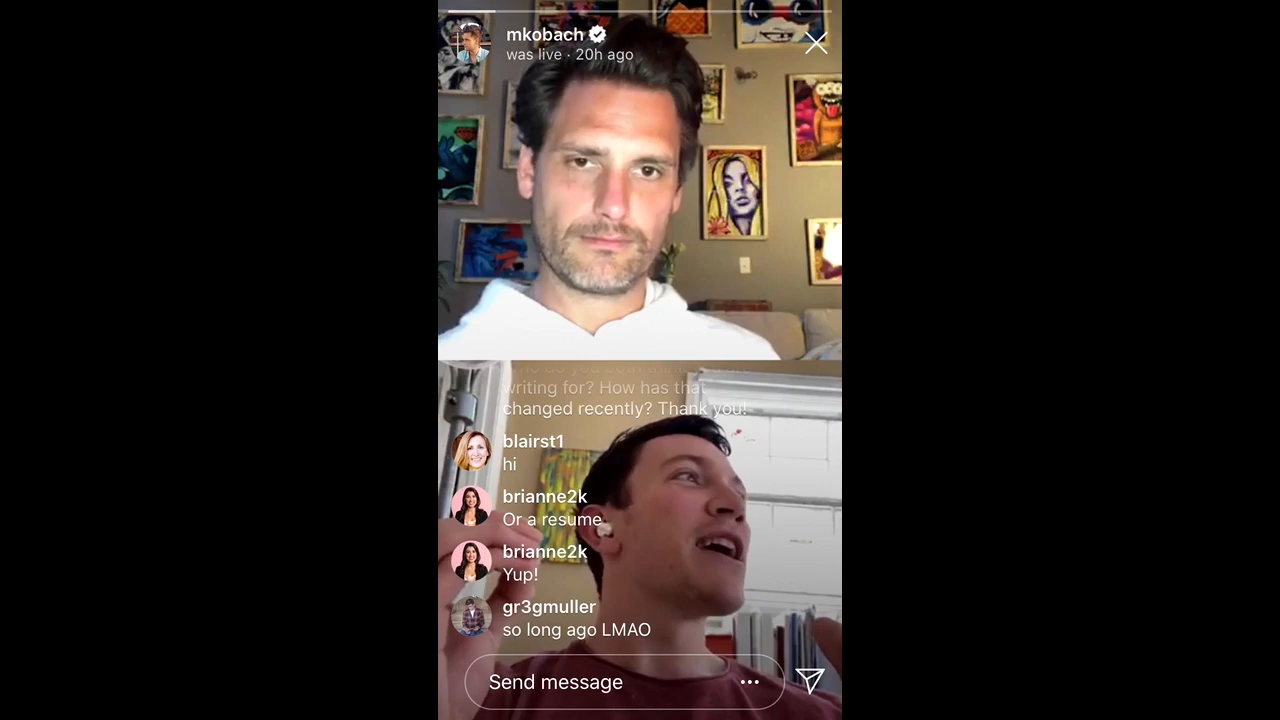 mkobach
was live · 20h ago
writing for? How has that
changed recently? Thank you!
blairst1
hi
brianne2k
Or a resume
brianne2k
Yup!
gr3gmuller
so long ago LMAO
Send message